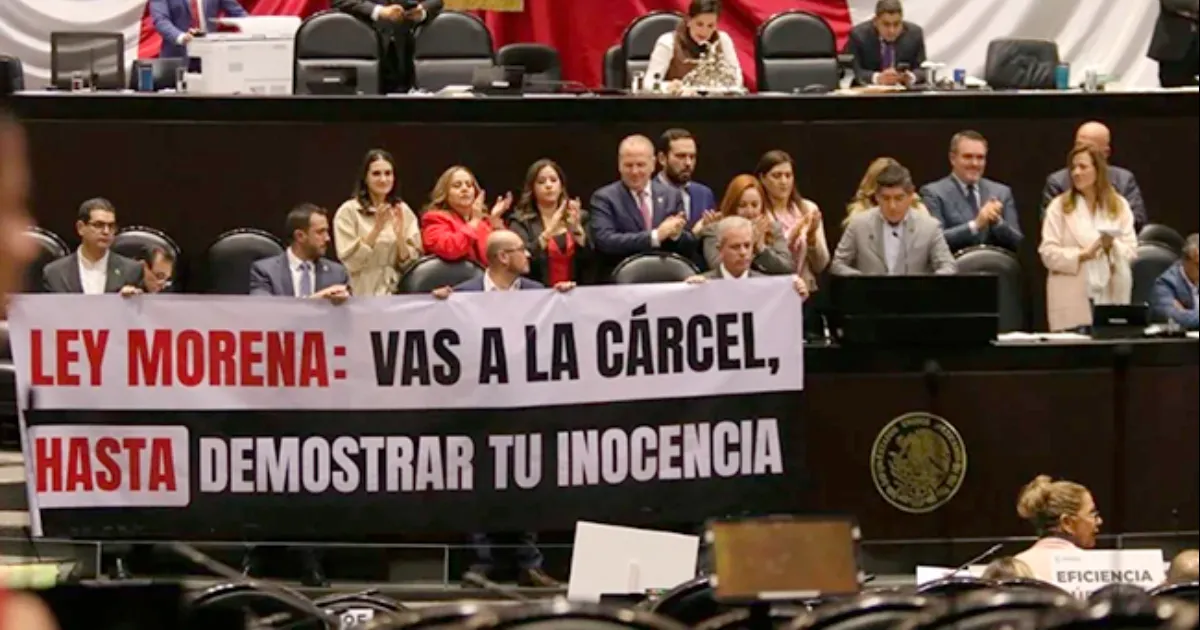 LEY MORENA: VAS A LA CÁRCEL,
HASTA DEMOSTRAR TU INOCENCIA
EFICIENCIA